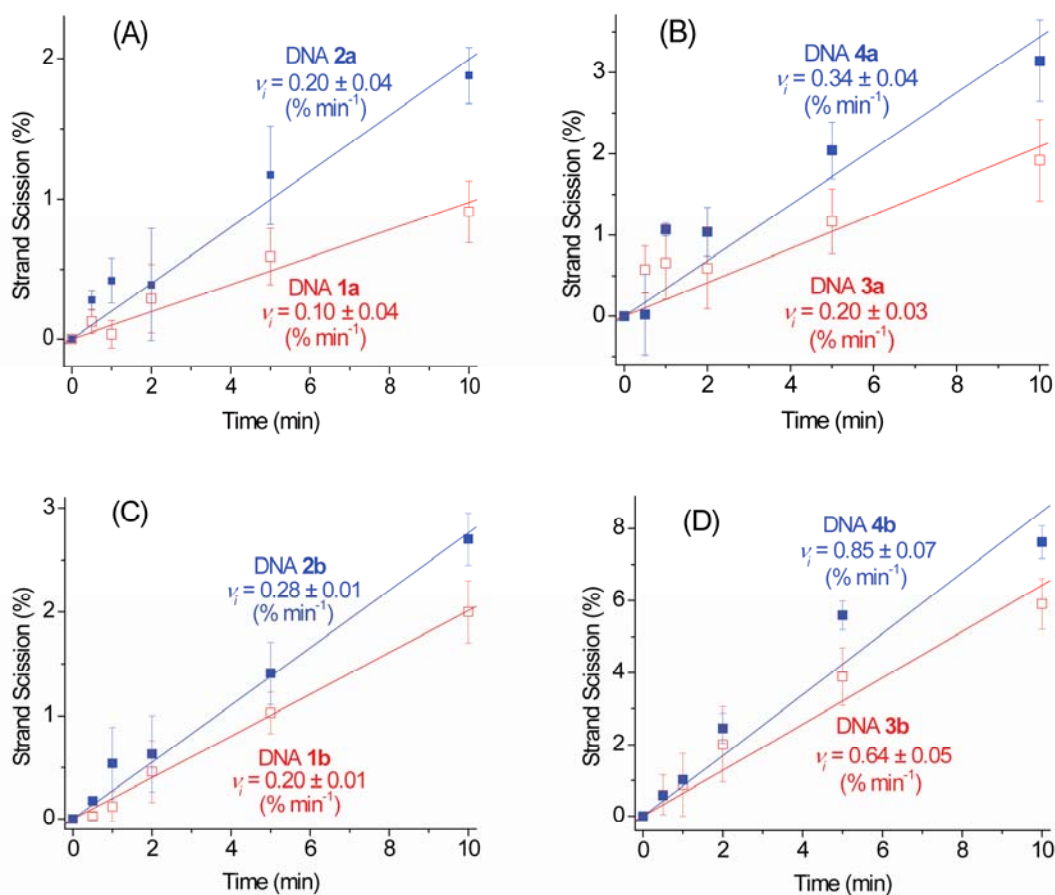 (A)
DNA 2a
νi = 0.20 ± 0.04
(% min-1)
DNA 1a
νi = 0.10 ± 0.04
(% min-1)
Strand Scission (%)
2
1
0
0 2 4 6 8 10
Time (min)
(B)
DNA 4a
νi = 0.34 ± 0.04
(% min-1)
DNA 3a
νi = 0.20 ± 0.03
(% min-1)
Strand Scission (%)
3
2
1
0
0 2 4 6 8 10
Time (min)
(C)
DNA 2b
νi = 0.28 ± 0.01
(% min-1)
DNA 1b
νi = 0.20 ± 0.01
(% min-1)
Strand Scission (%)
3
2
1
0
0 2 4 6 8 10
Time (min)
(D)
DNA 4b
νi = 0.85 ± 0.07
(% min-1)
DNA 3b
νi = 0.64 ± 0.05
(% min-1)
Strand Scission (%)
8
6
4
2
0
0 2 4 6 8 10
Time (min)